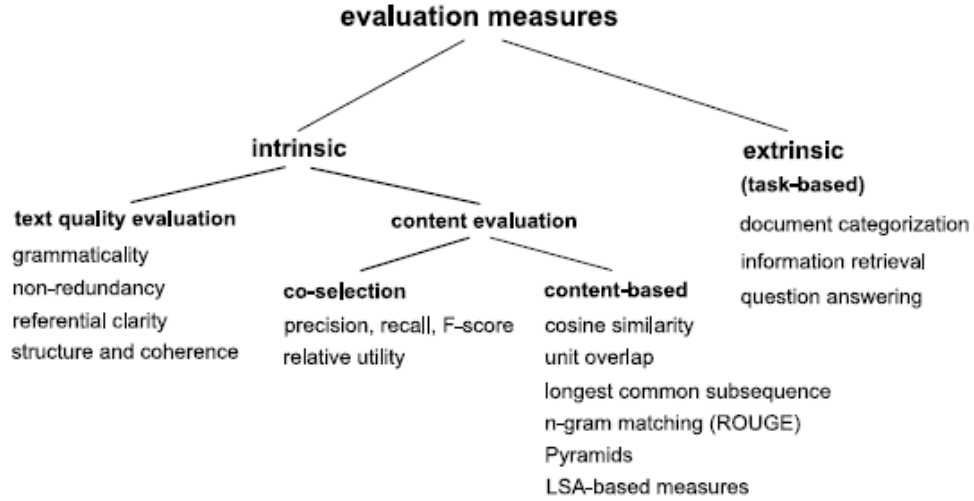 evaluation measures
intrinsic
extrinsic
(task-based)
text quality evaluation
grammaticality
non-redundancy
referential clarity
structure and coherence
content evaluation
co-selection
precision, recall, F-score
relative utility
content-based
cosine similarity
unit overlap
longest common subsequence
n-gram matching (ROUGE)
Pyramids
LSA-based measures
document categorization
information retrieval
question answering